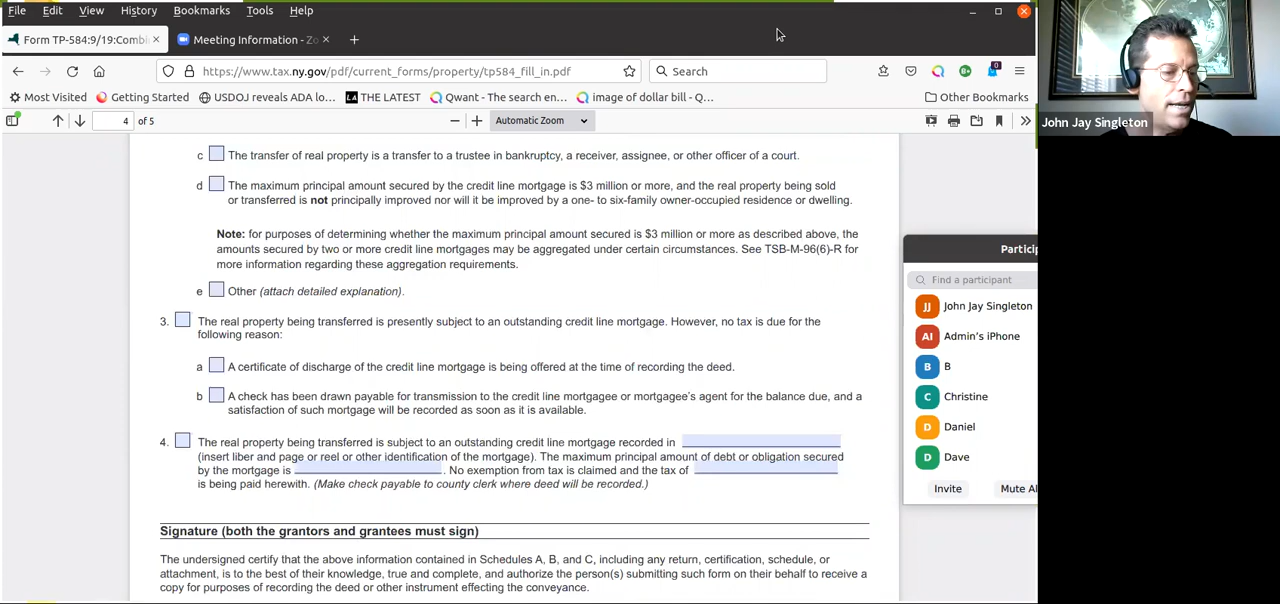 File Edit View History Bookmarks Tools Help
Form TP-584:9/19:Combi
Meeting Information - Zo
https://www.tax.ny.gov/pdf/current_forms/property/tp584_fill_in.pdf
Search
0
Most Visited Getting Started USDOJ reveals ADA lo... LA THE LATEST Qwant - The search en... image of dollar bill - Q... Other Bookmarks
4 of 5 Automatic Zoom
c The transfer of real property is a transfer to a trustee in bankruptcy, a receiver, assignee, or other officer of a court.
d The maximum principal amount secured by the credit line mortgage is $3 million or more, and the real property being sold
or transferred is not principally improved nor will it be improved by a one- to six-family owner-occupied residence or dwelling.
Note: for purposes of determining whether the maximum principal amount secured is $3 million or more as described above, the
amounts secured by two or more credit line mortgages may be aggregated under certain circumstances. See TSB-M-96(6)-R for
more information regarding these aggregation requirements.
e Other (attach detailed explanation).
3. The real property being transferred is presently subject to an outstanding credit line mortgage. However, no tax is due for the
following reason:
a A certificate of discharge of the credit line mortgage is being offered at the time of recording the deed.
b A check has been drawn payable for transmission to the credit line mortgagee or mortgagee's agent for the balance due, and a
satisfaction of such mortgage will be recorded as soon as it is available.
4. The real property being transferred is subject to an outstanding credit line mortgage recorded in
(insert liber and page or reel or other identification of the mortgage). The maximum principal amount of debt or obligation secured
by the mortgage is . No exemption from tax is claimed and the tax of
is being paid herewith. (Make check payable to county clerk where deed will be recorded.)
Signature (both the grantors and grantees must sign)
The undersigned certify that the above information contained in Schedules A, B, and C, including any return, certification, schedule, or
attachment, is to the best of their knowledge, true and complete, and authorize the person(s) submitting such form on their behalf to receive a
copy for purposes of recording the deed or other instrument effecting the conveyance.
John Jay Singleton
Particip
Find a participant
JJ John Jay Singleton
AI Admin's iPhone
B B
C Christine
D Daniel
D Dave
Invite Mute Al